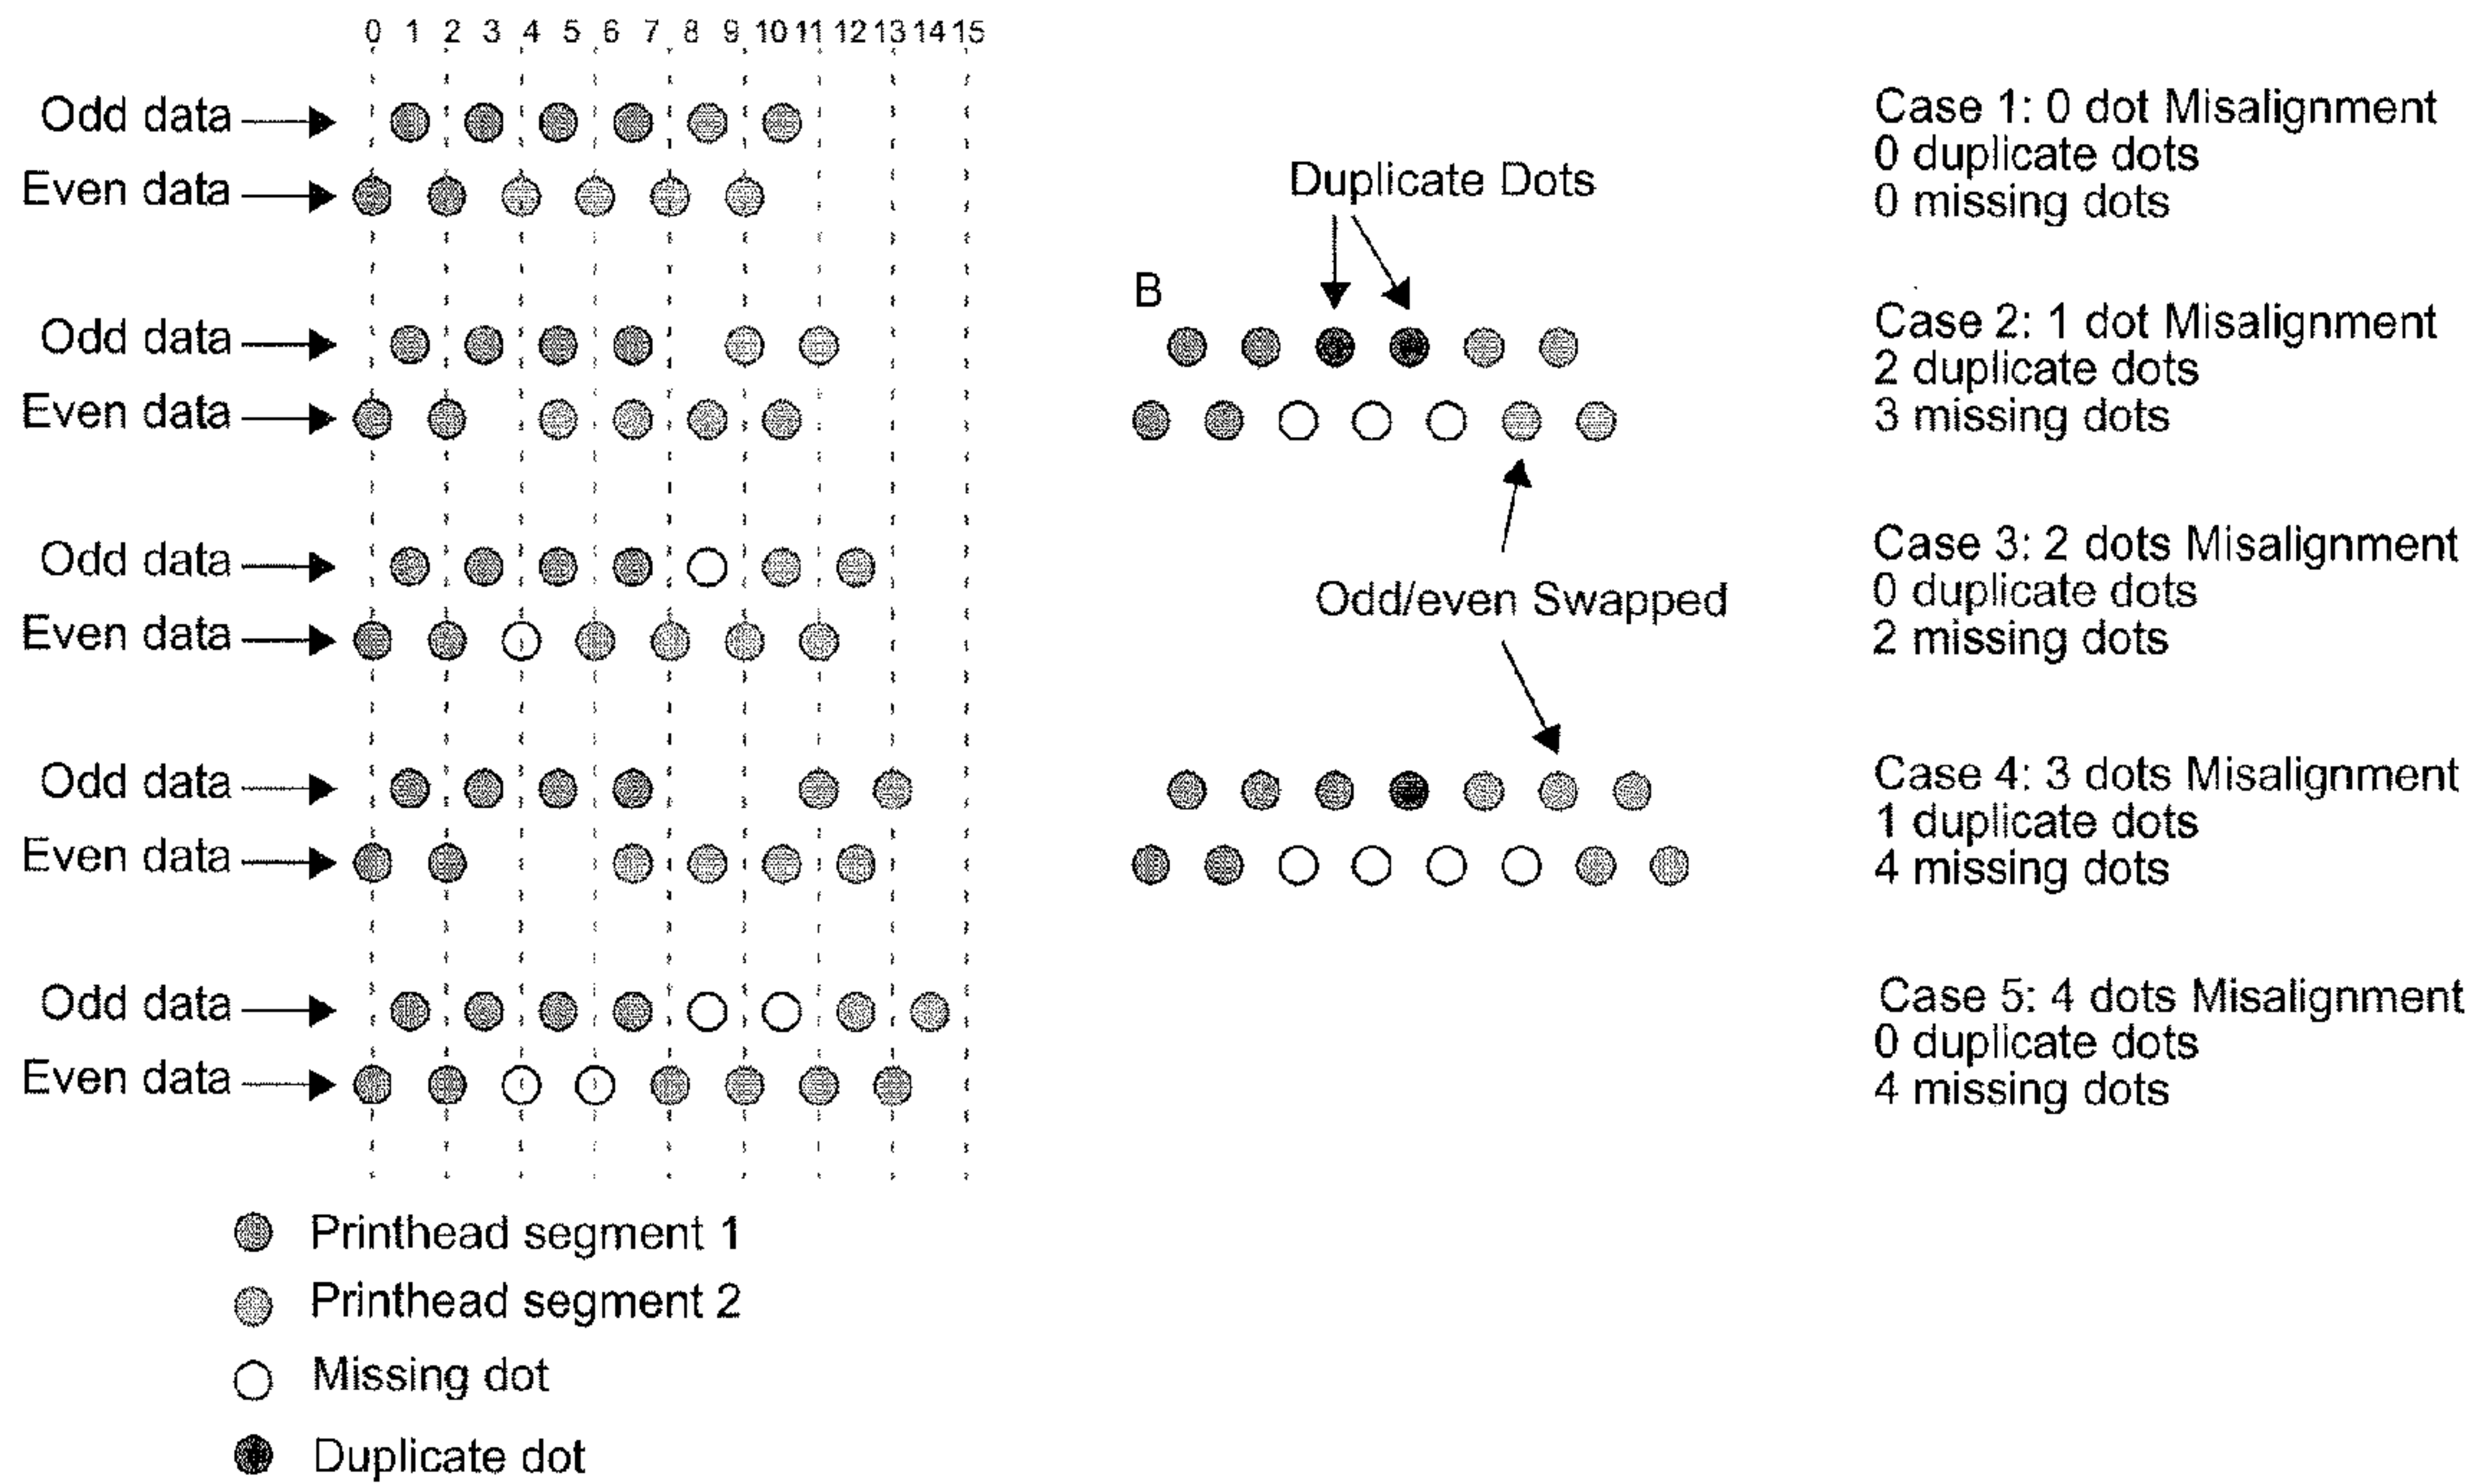 0 1 2 3 4 5 6 7 8 9 10 11 12 13 14 15
Odd data
Even data
Duplicate Dots
Case 1: 0 dot Misalignment
0 duplicate dots
0 missing dots
B
Odd data
Even data
Case 2: 1 dot Misalignment
2 duplicate dots
3 missing dots
Odd data
Even data
Odd/even Swapped
Case 3: 2 dots Misalignment
0 duplicate dots
2 missing dots
Odd data
Even data
Case 4: 3 dots Misalignment
1 duplicate dots
4 missing dots
Odd data
Even data
Case 5: 4 dots Misalignment
0 duplicate dots
4 missing dots
Printhead segment 1
Printhead segment 2
Missing dot
Duplicate dot